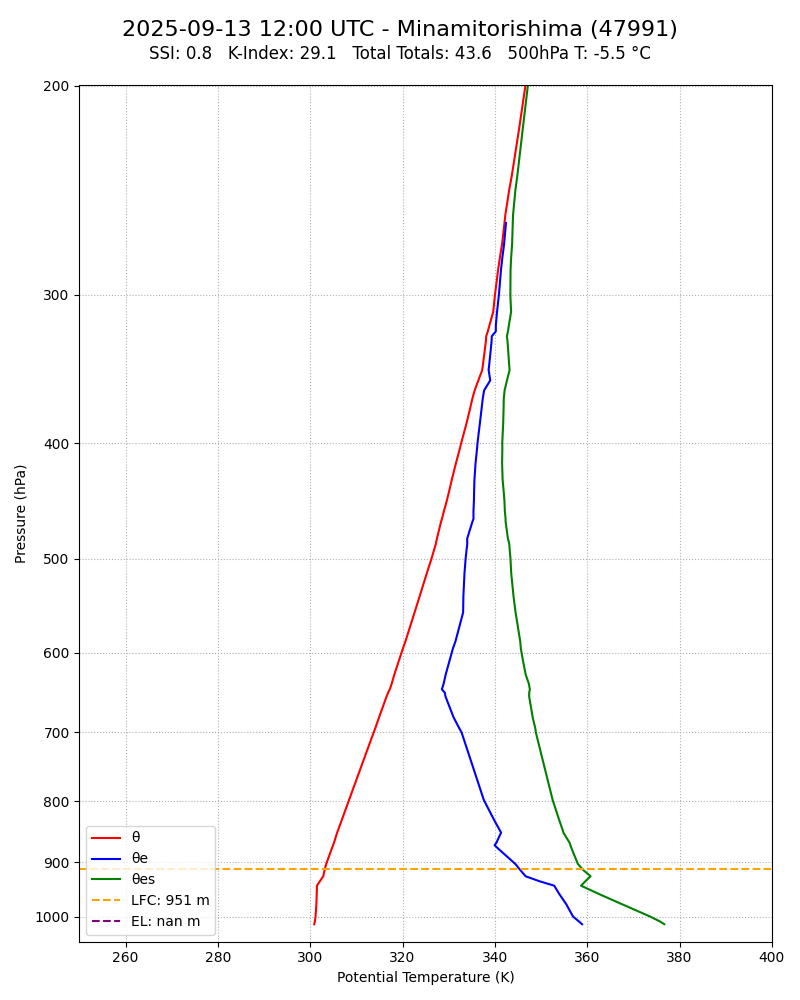 2025-09-13 12:00 UTC - Minamitorishima (47991)
SSI: 0.8 K-Index: 29.1 Total Totals: 43.6 500hPa T: -5.5 °C
200
300
400
500
600
700
800
900
1000
Pressure (hPa)
θ
θe
θes
LFC: 951 m
EL: nan m
260 280 300 320 340 360 380 400
Potential Temperature (K)